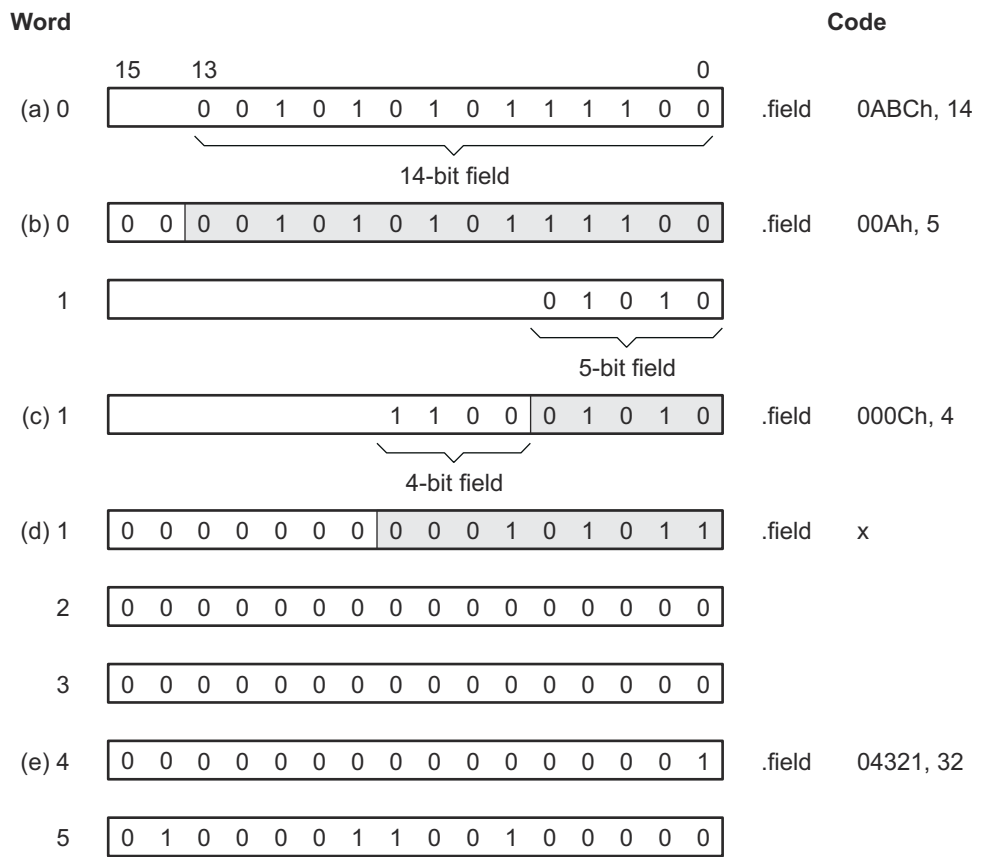 Word Code
15 13 0
(a) 0 0 0 1 0 1 0 1 0 1 1 1 1 0 0 .field 0ABCh, 14
14-bit field
(b) 0 0 0 0 0 1 0 1 0 1 0 1 1 1 1 0 0 .field 00Ah, 5
1 0 1 0 1 0
5-bit field
(c) 1 1 1 0 0 0 1 0 1 0 .field 000Ch, 4
4-bit field
(d) 1 0 0 0 0 0 0 0 0 0 0 1 0 1 0 1 1 .field x
2 0 0 0 0 0 0 0 0 0 0 0 0 0 0 0 0
3 0 0 0 0 0 0 0 0 0 0 0 0 0 0 0 0
(e) 4 0 0 0 0 0 0 0 0 0 0 0 0 0 0 0 1 .field 04321, 32
5 0 1 0 0 0 0 1 1 0 0 1 0 0 0 0 0